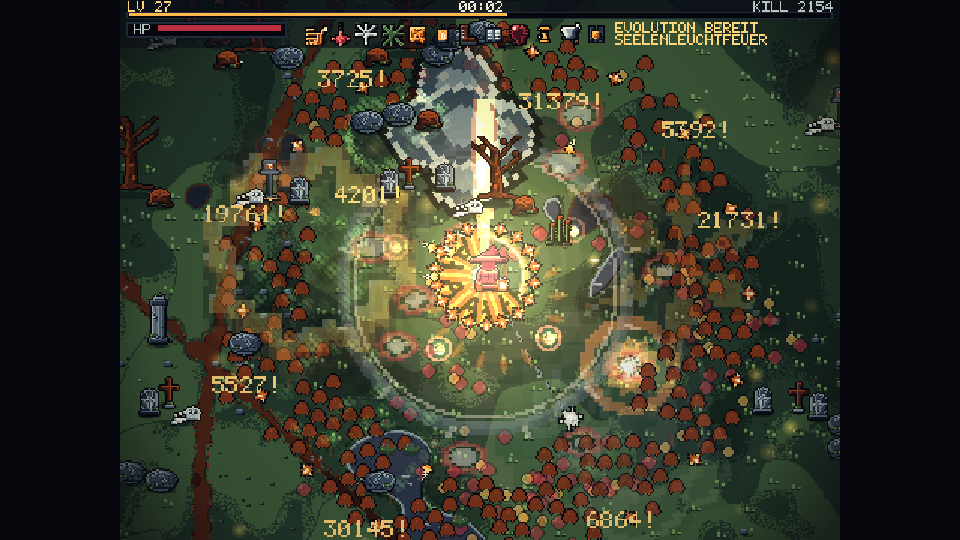 LV 27 00:02 KILL 2154
HP
EVOLUTION BEREIT
SEELENLEUCHTFEUER
3725!
31379!
5392!
4201!
19761!
21731!
5527!
30145!
6864!